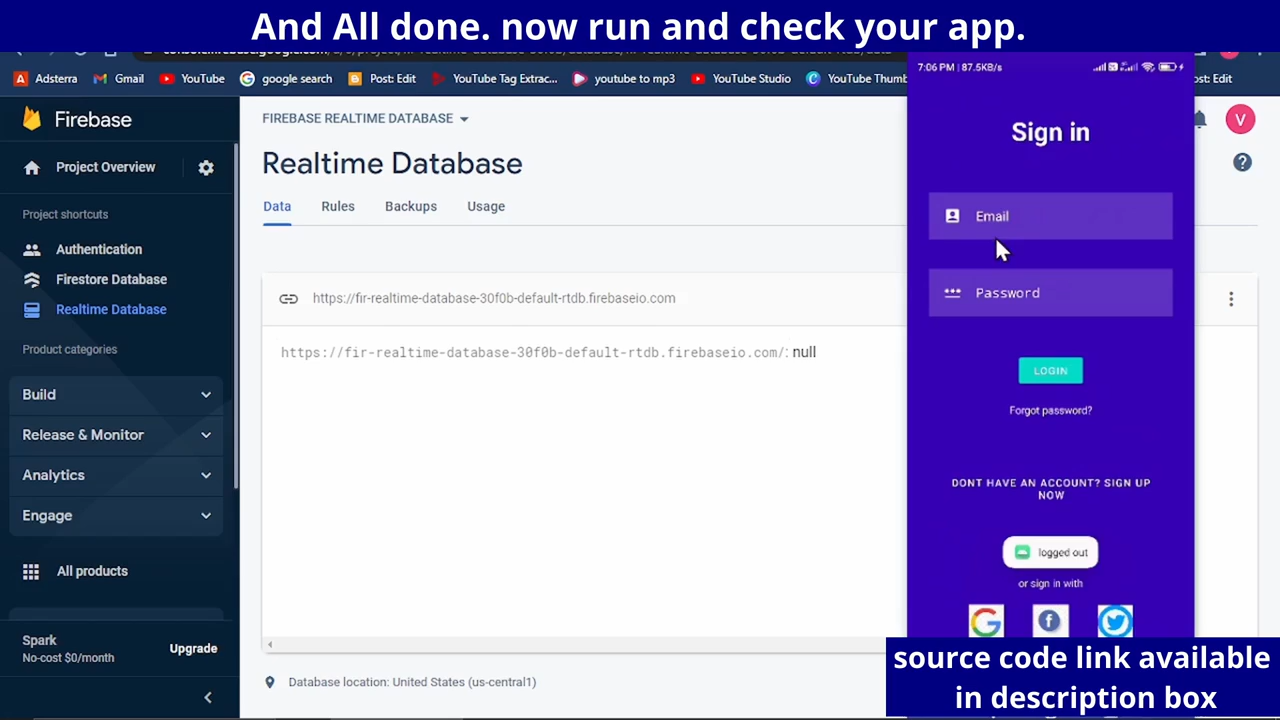 And All done. now run and check your app.
Adsterra
Gmail
YouTube
google search
Post Edit
YouTube Tag Extrac...
youtube to mp3
YouTube Studio
YouTube Thumb
ost: Edit
Firebase
Project Overview
Project shortcuts
Authentication
Firestore Database
Realtime Database
Product categories
Build
Release & Monitor
Analytics
Engage
All products
Spark
No-cost $0/month
Upgrade
FIREBASE REALTIME DATABASE
V
Realtime Database
Data
Rules
Backups
Usage
https://fir-realtime-database-30f0b-default-rtdb.firebaseio.com
https://fir-realtime-database-30f0b-default-rtdb.firebaseio.com/: null
Database location: United States (us-central1)
7:06 PM | 87.5KB/s
Sign in
Email
Password
LOGIN
Forgot password?
DONT HAVE AN ACCOUNT? SIGN UP
NOW
logged out
or sign in with
source code link available
in description box